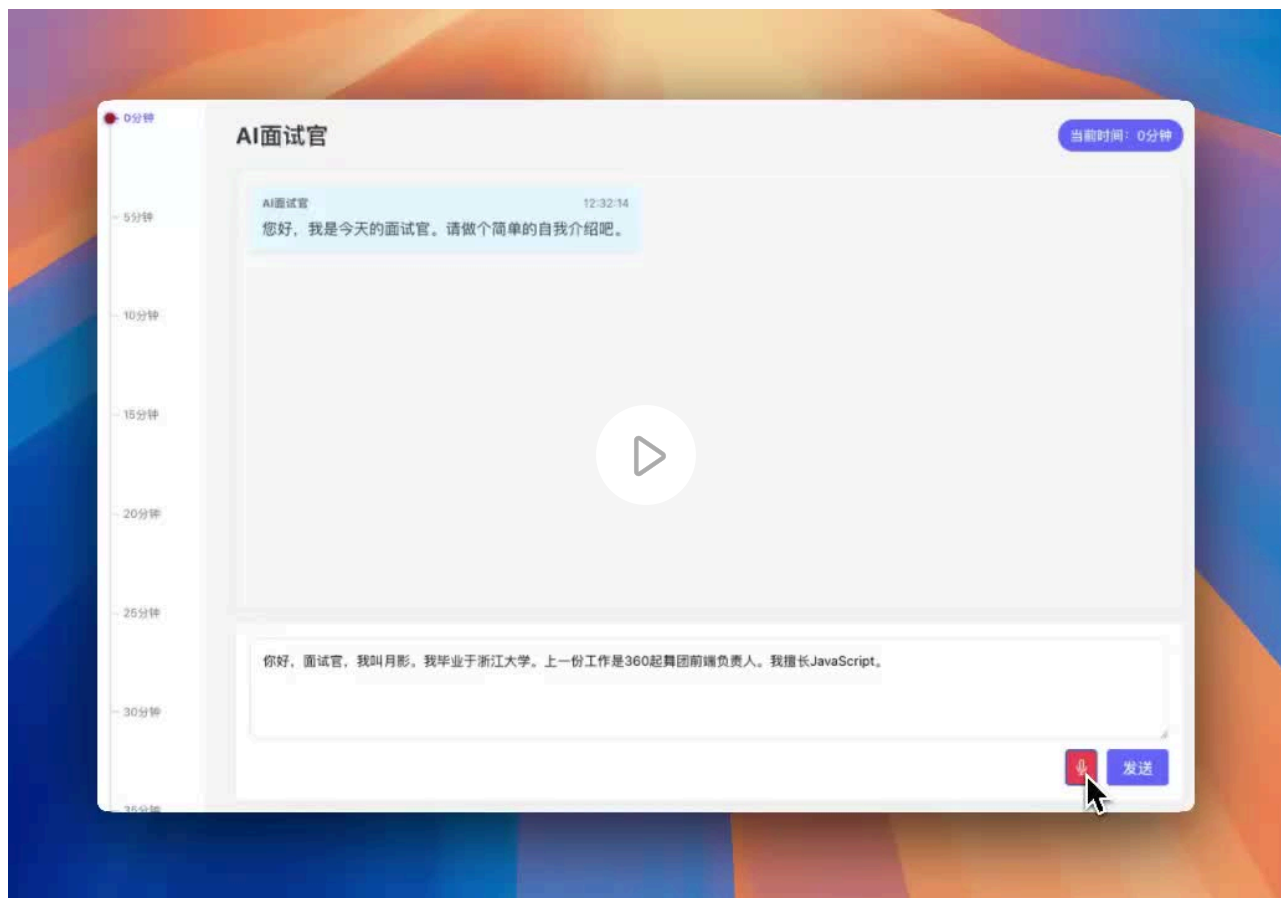 0分钟
AI面试官
当前时间：0分钟
AI面试官
12:32:14
5分钟
您好，我是今天的面试官。请做个简单的自我介绍吧。
10分钟
15分钟
20分钟
25分钟
你好，面试官，我叫月影，我毕业于浙江大学。上一份工作是360起舞团前端负责人。我擅长JavaScript。
30分钟
发送
35分钟